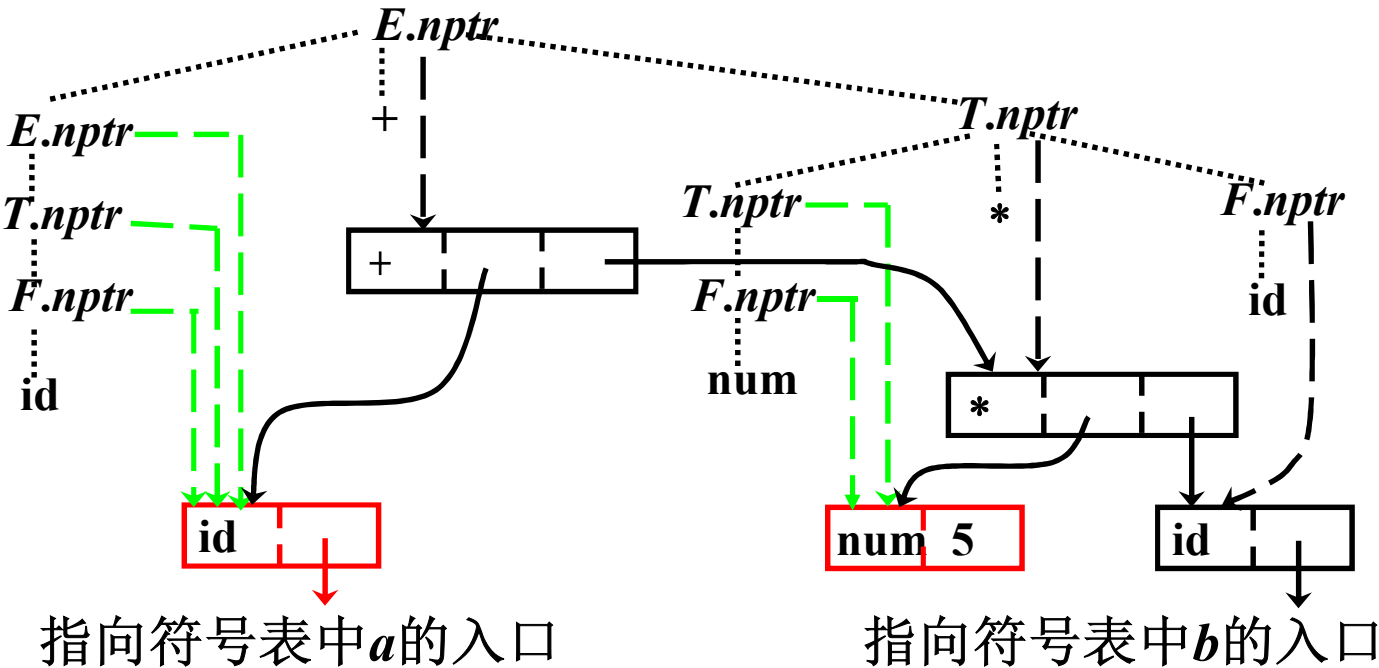 E.nptr
+
E.nptr
T.nptr
T.nptr
T.nptr
*
F.nptr
+
F.nptr
F.nptr
id
id
num
*
id
num 5
id
指向符号表中a的入口
指向符号表中b的入口